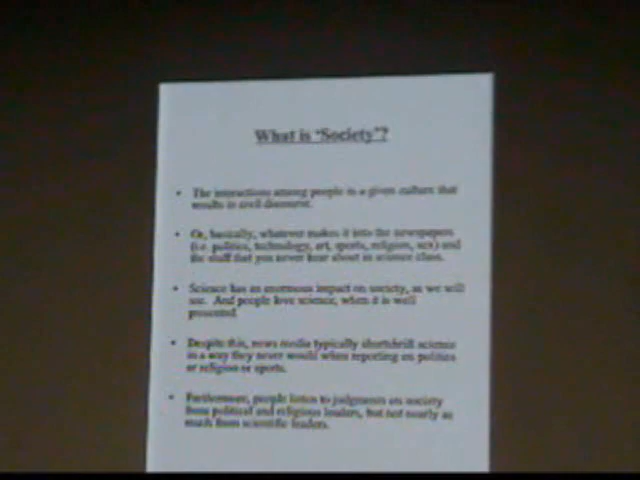 What is "Society"?
• The interactions among people in a given culture that
results in civil discourse.
• Or, basically, whatever makes it into the newspapers
(i.e. politics, technology, art, sports, religion, sex) and
the stuff that you never hear about in science class.
• Science has an enormous impact on society, as we will
see. And people love science, when it is well
presented.
• Despite this, news media typically shortshrift science
in a way they never would when reporting on politics
or religion or sports.
• Furthermore, people listen to judgments on society
from political and religious leaders, but not nearly as
much from scientific leaders.